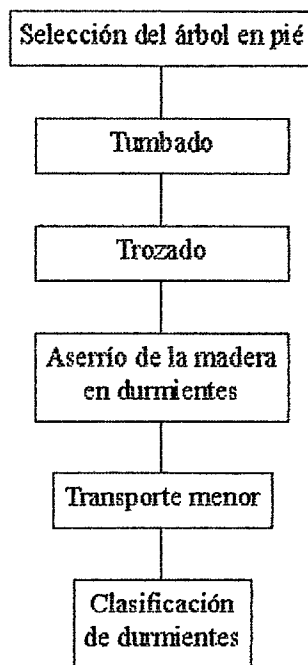 Selección del árbol en pié
Tumbado
Trozado
Aserrío de la madera
en durmientes
Transporte menor
Clasificación
de durmientes